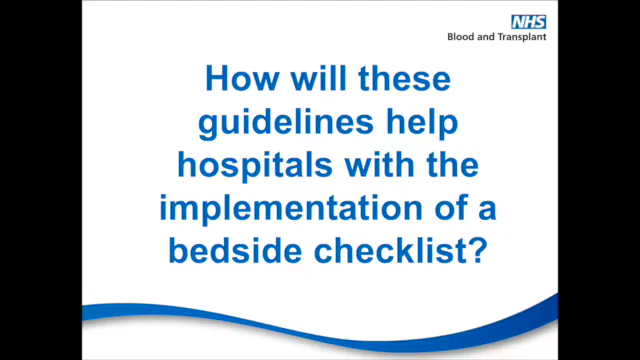 NHS
Blood and Transplant
How will these
guidelines help
hospitals with the
implementation of a
bedside checklist?